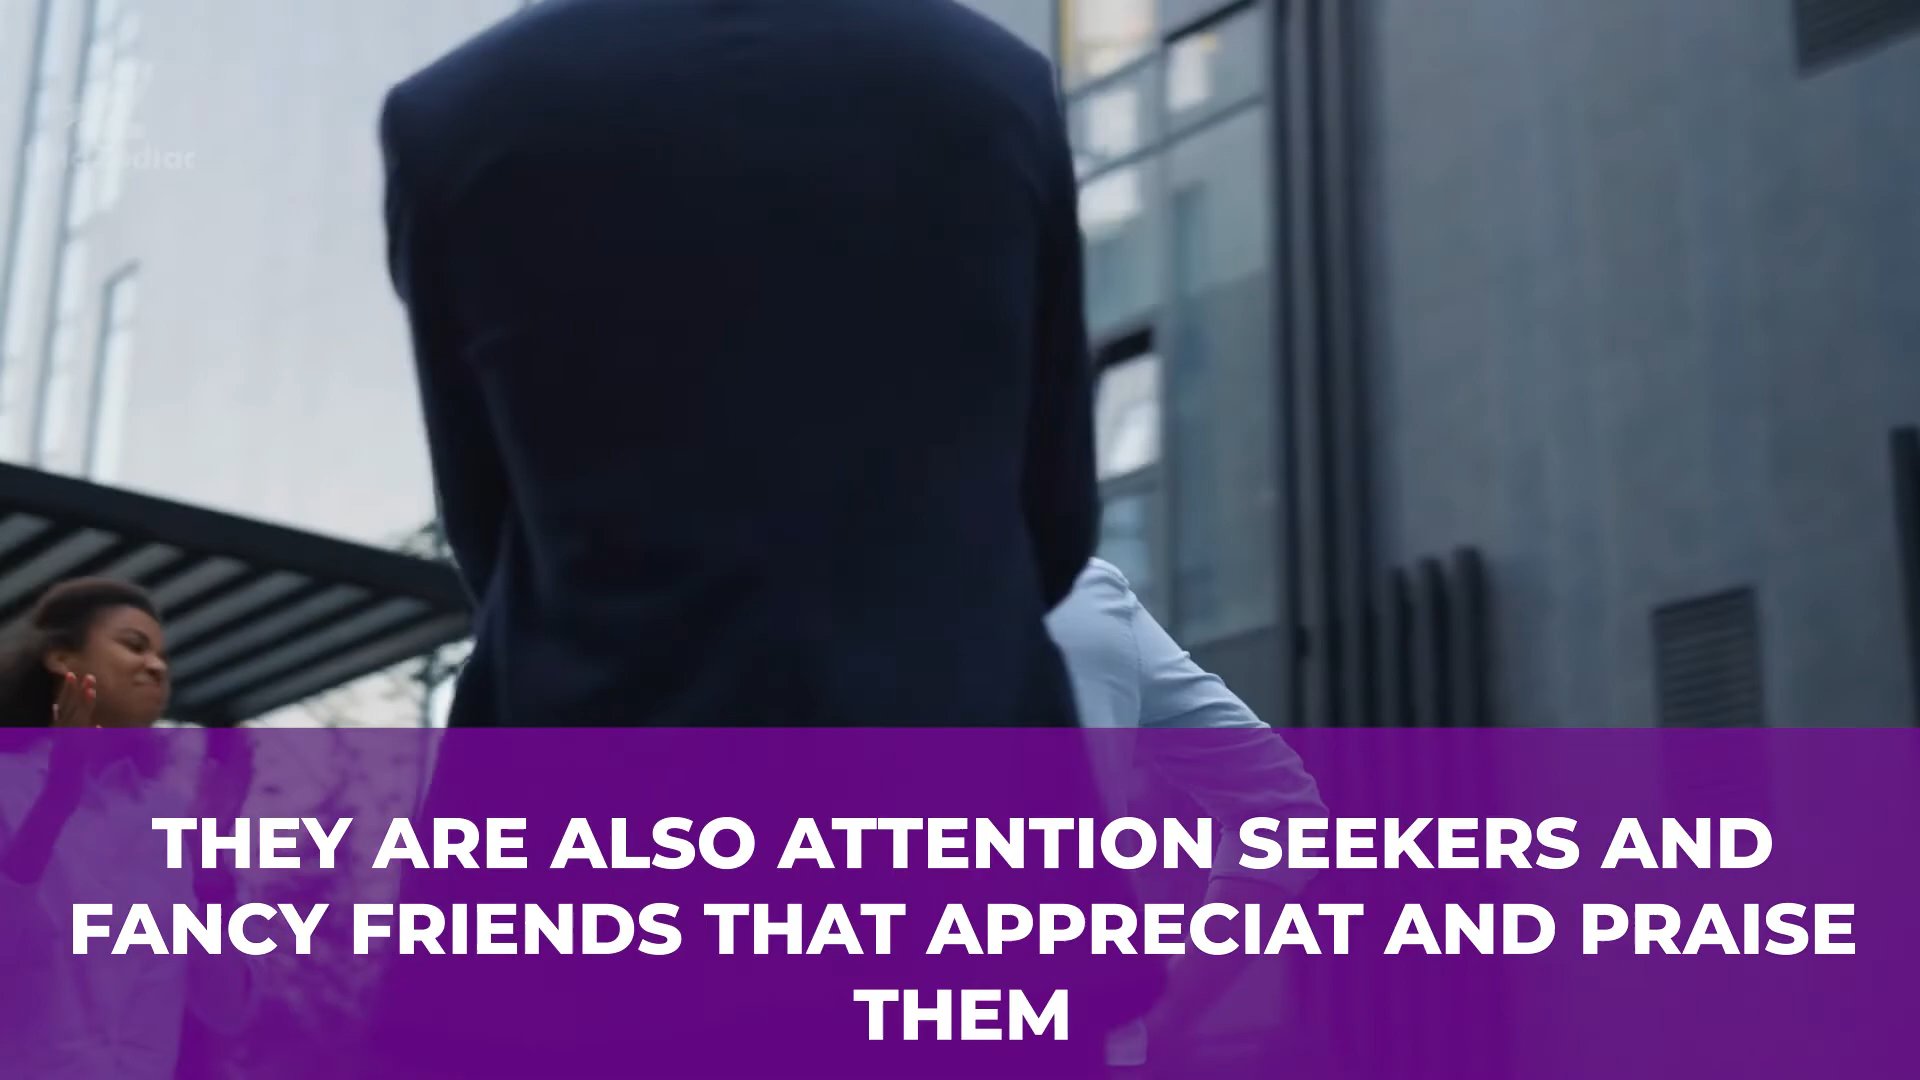 THEY ARE ALSO ATTENTION SEEKERS AND
FANCY FRIENDS THAT APPRECIAT AND PRAISE
THEM